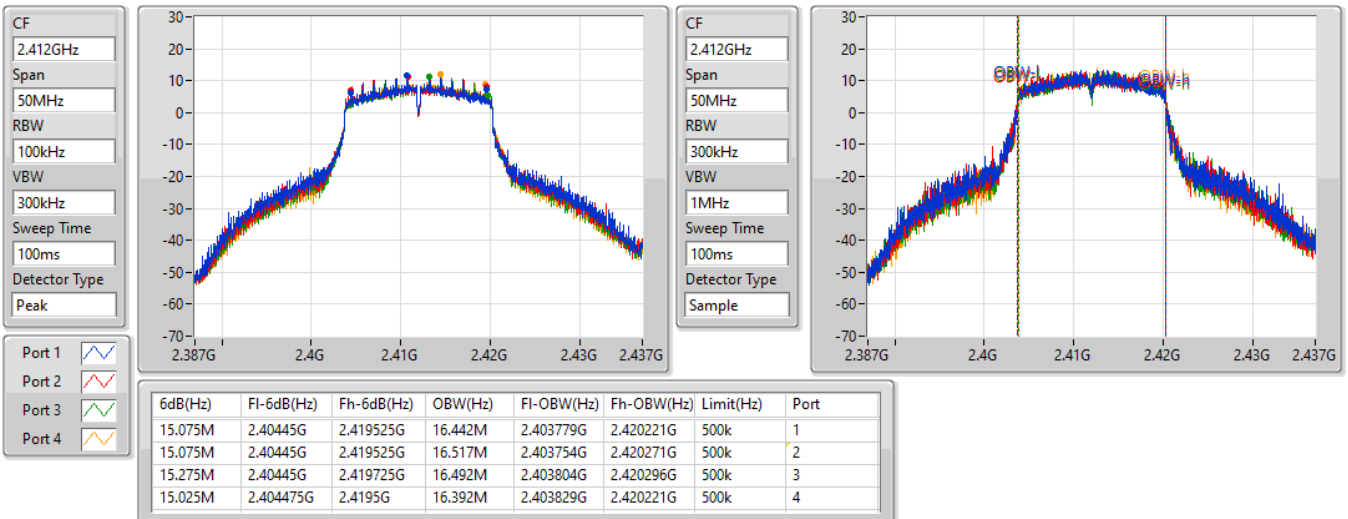 CF
2.412GHz
Span
50MHz
RBW
100kHz
VBW
300kHz
Sweep Time
100ms
Detector Type
Peak
30
20
10
0
-10
-20
-30
-40
-50
-60
-70
2.387G 2.4G 2.41G 2.42G 2.43G 2.437G
CF
2.412GHz
Span
50MHz
RBW
300kHz
VBW
1MHz
Sweep Time
100ms
Detector Type
Sample
30
20
10
0
-10
-20
-30
-40
-50
-60
-70
OBW-l OBW-h
2.387G 2.4G 2.41G 2.42G 2.43G 2.437G
Port 1
Port 2
Port 3
Port 4
6dB(Hz) Fl-6dB(Hz) Fh-6dB(Hz) OBW(Hz) Fl-OBW(Hz) Fh-OBW(Hz) Limit(Hz) Port
15.075M 2.40445G 2.419525G 16.442M 2.403779G 2.420221G 500k 1
15.075M 2.40445G 2.419525G 16.517M 2.403754G 2.420271G 500k 2
15.275M 2.40445G 2.419725G 16.492M 2.403804G 2.420296G 500k 3
15.025M 2.404475G 2.4195G 16.392M 2.403829G 2.420221G 500k 4